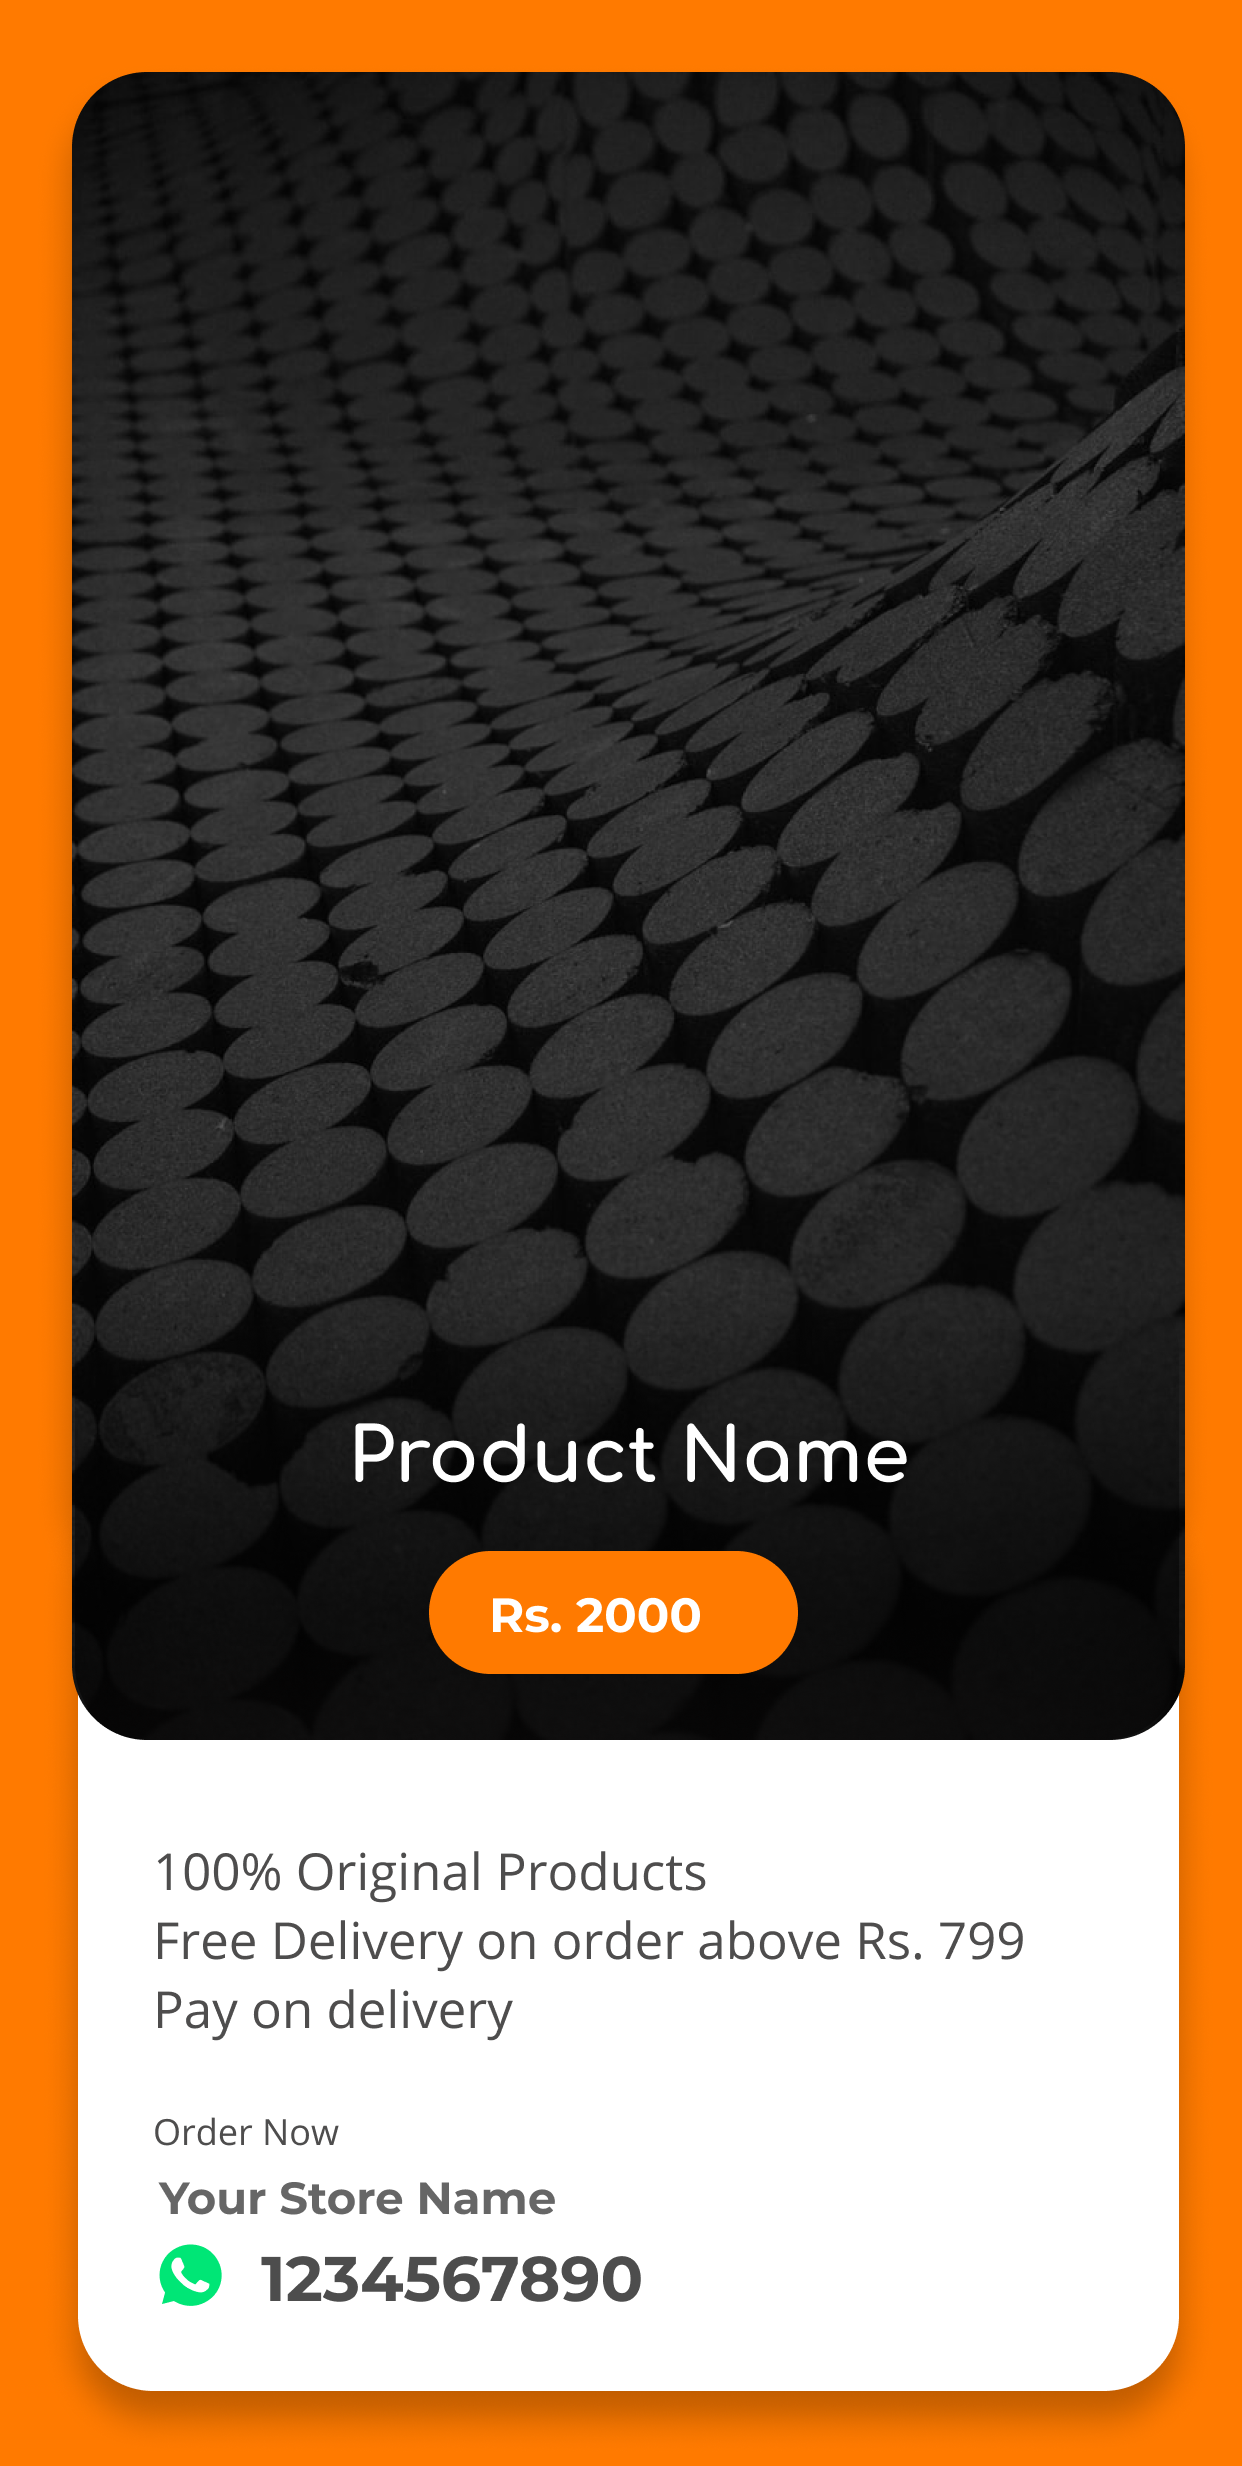 Product Name
Rs. 2000
100% Original Products
Free Delivery on order above Rs. 799
Pay on delivery
Order Now
Your Store Name
1234567890